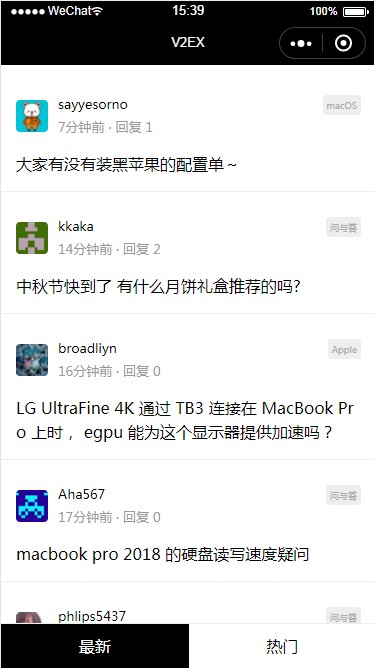 WeChat 15:39 100%
V2EX
sayyesorno macOS
7分钟前 · 回复 1
大家有没有装黑苹果的配置单～
kkaka 问与答
14分钟前 · 回复 2
中秋节快到了 有什么月饼礼盒推荐的吗?
broadliyn Apple
16分钟前 · 回复 0
LG UltraFine 4K 通过 TB3 连接在 MacBook Pr
o 上时， egpu 能为这个显示器提供加速吗？
Aha567 问与答
17分钟前 · 回复 0
macbook pro 2018 的硬盘读写速度疑问
phlips5437 问与答
最新 热门